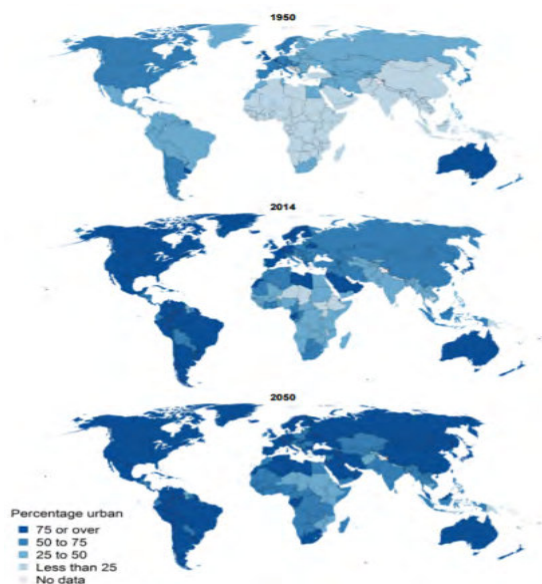 1950
2014
2050
Percentage urban
75 or over
50 to 75
25 to 50
Less than 25
No data